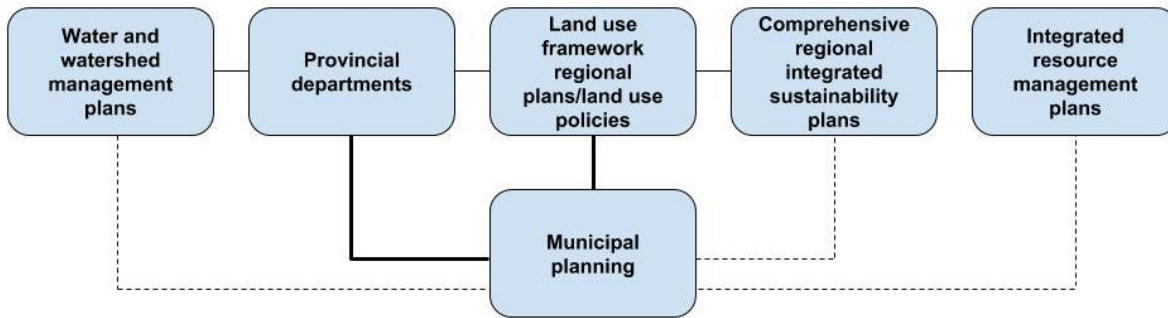 Water and
watershed
management
plans
Provincial
departments
Land use
framework
regional
plans/land use
policies
Comprehensive
regional
integrated
sustainability
plans
Integrated
resource
management
plans
Municipal
planning